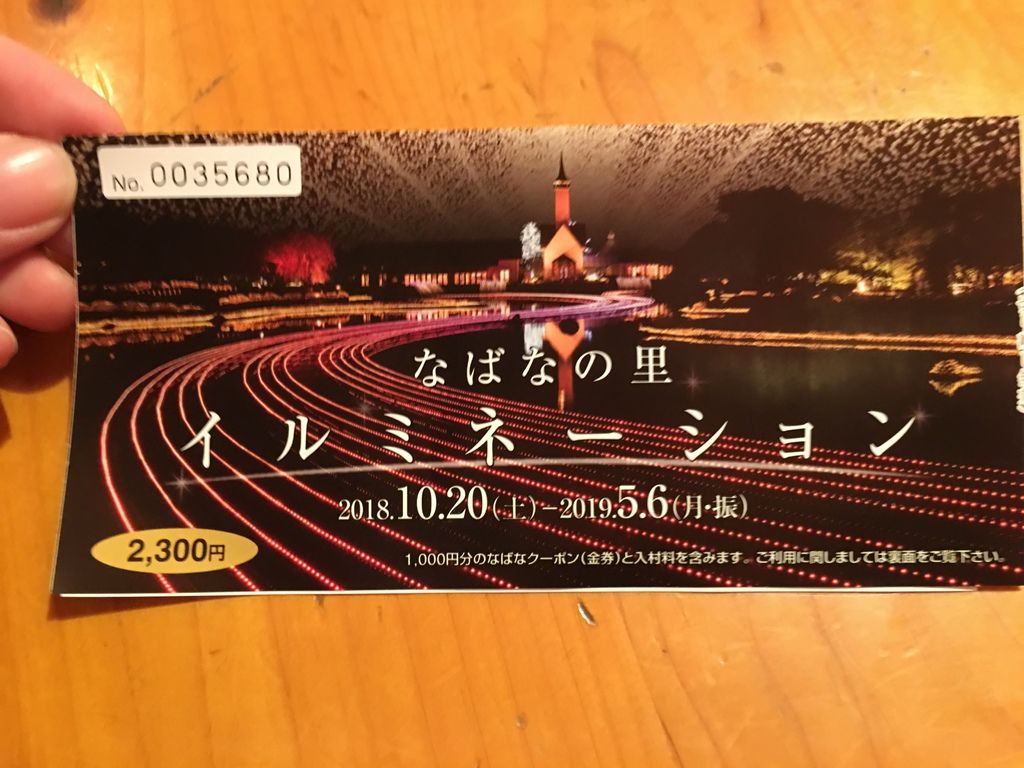 No. 0035680
なばなの里
イルミネーション
2018.10.20(土)-2019.5.6(月・振)
2,300円
1,000円分のなばなクーポン(金券)と入村料を含みます。ご利用に関しましては裏面をご覧下さい。